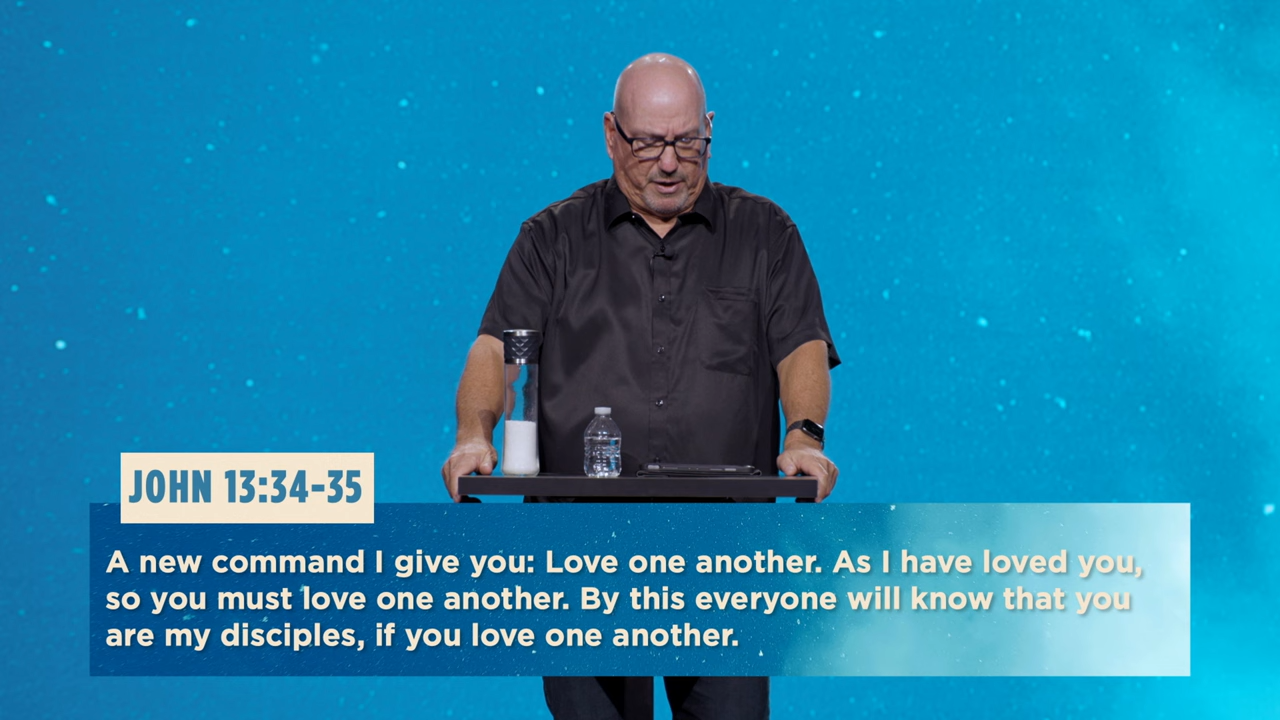 JOHN 13:34-35
A new command I give you: Love one another. As I have loved you,
so you must love one another. By this everyone will know that you
are my disciples, if you love one another.